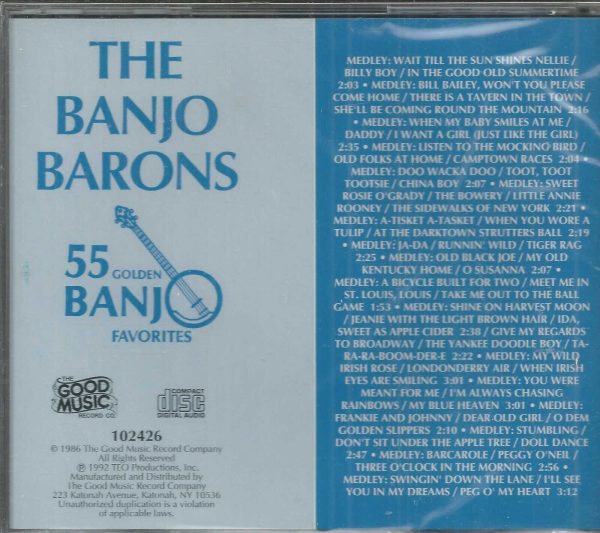 THE
BANJO
BARONS
55 GOLDEN
BANJO
FAVORITES
THE
GOOD
MUSIC
RECORD CO.
COMPACT
disc
DIGITAL AUDIO
102426
© 1986 The Good Music Record Company
All Rights Reserved
℗ 1992 TEO Productions, Inc.
Manufactured and Distributed by
The Good Music Record Company
223 Katonah Avenue, Katonah, NY 10536
Unauthorized duplication is a violation
of applicable laws.
MEDLEY: WAIT TILL THE SUN SHINES NELLIE /
BILLY BOY / IN THE GOOD OLD SUMMERTIME
2:03 • MEDLEY: BILL BAILEY, WON'T YOU PLEASE
COME HOME / THERE IS A TAVERN IN THE TOWN /
SHE'LL BE COMING ROUND THE MOUNTAIN 2:16
• MEDLEY: WHEN MY BABY SMILES AT ME /
DADDY / I WANT A GIRL (JUST LIKE THE GIRL)
2:35 • MEDLEY: LISTEN TO THE MOCKINO BIRD /
OLD FOLKS AT HOME / CAMPTOWN RACES 2:04 •
MEDLEY: DOO WACKA DOO / TOOT, TOOT
TOOTSIE / CHINA BOY 2:07 • MEDLEY: SWEET
ROSIE O'GRADY / THE BOWERY / LITTLE ANNIE
ROONEY / THE SIDEWALKS OF NEW YORK 2:21 •
MEDLEY: A-TISKET A-TASKET / WHEN YOU WORE A
TULIP / AT THE DARKTOWN STRUTTERS BALL 2:19
• MEDLEY: JA-DA / RUNNIN' WILD / TIGER RAG
2:25 • MEDLEY: OLD BLACK JOE / MY OLD
KENTUCKY HOME / O SUSANNA 2:07 •
MEDLEY: A BICYCLE BUILT FOR TWO / MEET ME IN
ST. LOUIS, LOUIS / TAKE ME OUT TO THE BALL
GAME 1:53 • MEDLEY: SHINE ON HARVEST MOON
/ JEANIE WITH THE LIGHT BROWN HAIR / IDA,
SWEET AS APPLE CIDER 2:38 / GIVE MY REGARDS
TO BROADWAY / THE YANKEE DOODLE BOY / TA-
RA-RA-BOOM-DER-E 2:22 • MEDLEY: MY WILD
IRISH ROSE / LONDONDERRY AIR / WHEN IRISH
EYES ARE SMILING 3:01 • MEDLEY: YOU WERE
MEANT FOR ME / I'M ALWAYS CHASING
RAINBOWS / MY BLUE HEAVEN 3:01 • MEDLEY:
FRANKIE AND JOHNNY / DEAR OLD GIRL / O DEM
GOLDEN SLIPPERS 2:10 • MEDLEY: STUMBLING /
DON'T SIT UNDER THE APPLE TREE / DOLL DANCE
2:47 • MEDLEY: BARCAROLE / PEGGY O'NEIL /
THREE O'CLOCK IN THE MORNING 2:56 •
MEDLEY: SWINGIN' DOWN THE LANE / I'LL SEE
YOU IN MY DREAMS / PEG O' MY HEART 3:12